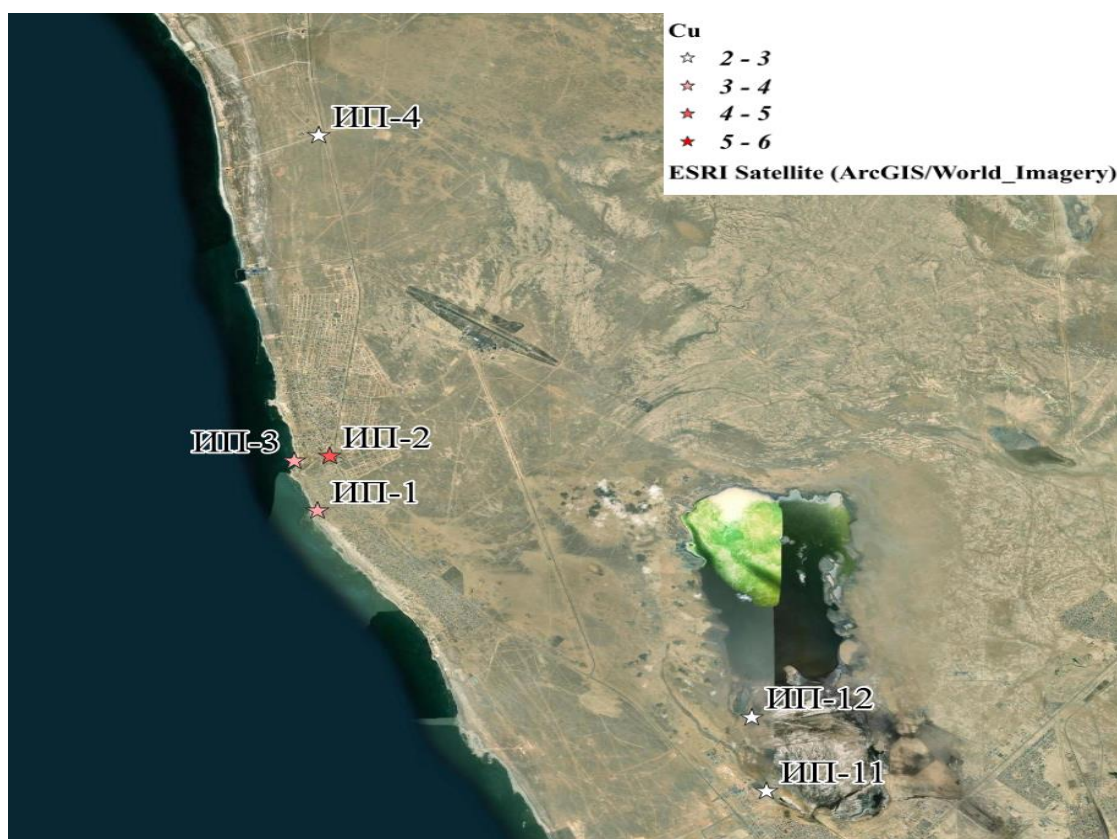 Cu
2 - 3
3 - 4
4 - 5
5 - 6
ESRI Satellite (ArcGIS/World_Imagery)
ИП-4
ИП-3
ИП-2
ИП-1
ИП-12
ИП-11